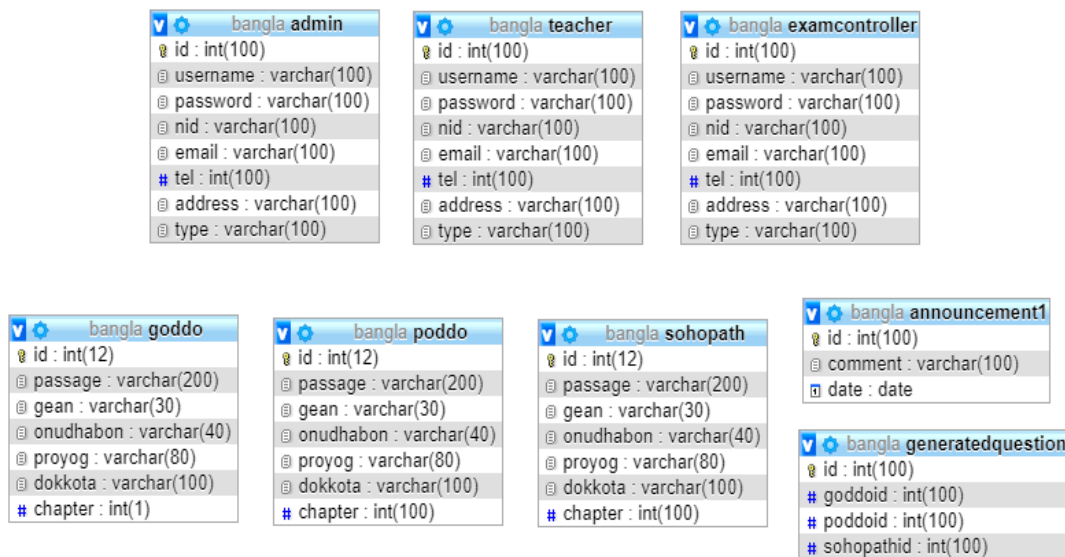 bangla admin
id : int(100)
username : varchar(100)
password : varchar(100)
nid : varchar(100)
email : varchar(100)
# tel : int(100)
address : varchar(100)
type : varchar(100)
bangla teacher
id : int(100)
username : varchar(100)
password : varchar(100)
nid : varchar(100)
email : varchar(100)
# tel : int(100)
address : varchar(100)
type : varchar(100)
bangla examcontroller
id : int(100)
username : varchar(100)
password : varchar(100)
nid : varchar(100)
email : varchar(100)
# tel : int(100)
address : varchar(100)
type : varchar(100)
bangla goddo
id : int(12)
passage : varchar(200)
gean : varchar(30)
onudhabon : varchar(40)
proyog : varchar(80)
dokkota : varchar(100)
# chapter : int(1)
bangla poddo
id : int(12)
passage : varchar(200)
gean : varchar(30)
onudhabon : varchar(40)
proyog : varchar(80)
dokkota : varchar(100)
# chapter : int(100)
bangla sohopath
id : int(12)
passage : varchar(200)
gean : varchar(30)
onudhabon : varchar(40)
proyog : varchar(80)
dokkota : varchar(100)
# chapter : int(100)
bangla announcement1
id : int(100)
comment : varchar(100)
date : date
bangla generatedquestion
id : int(100)
# goddoid : int(100)
# poddoid : int(100)
# sohopathid : int(100)